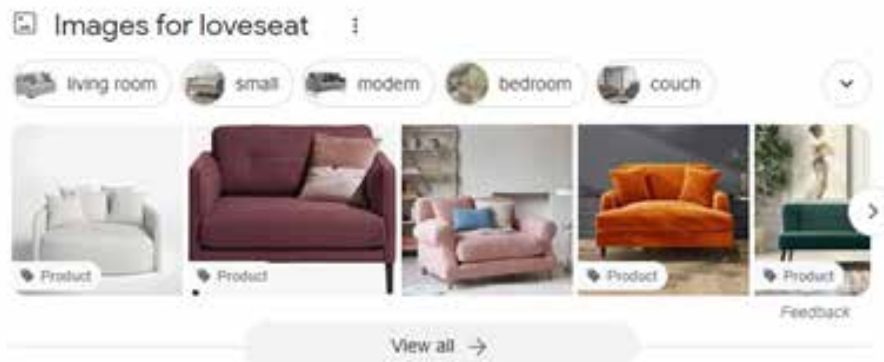 Images for loveseat
living room small modern bedroom couch
Product Product Product Product
Feedback
View all →